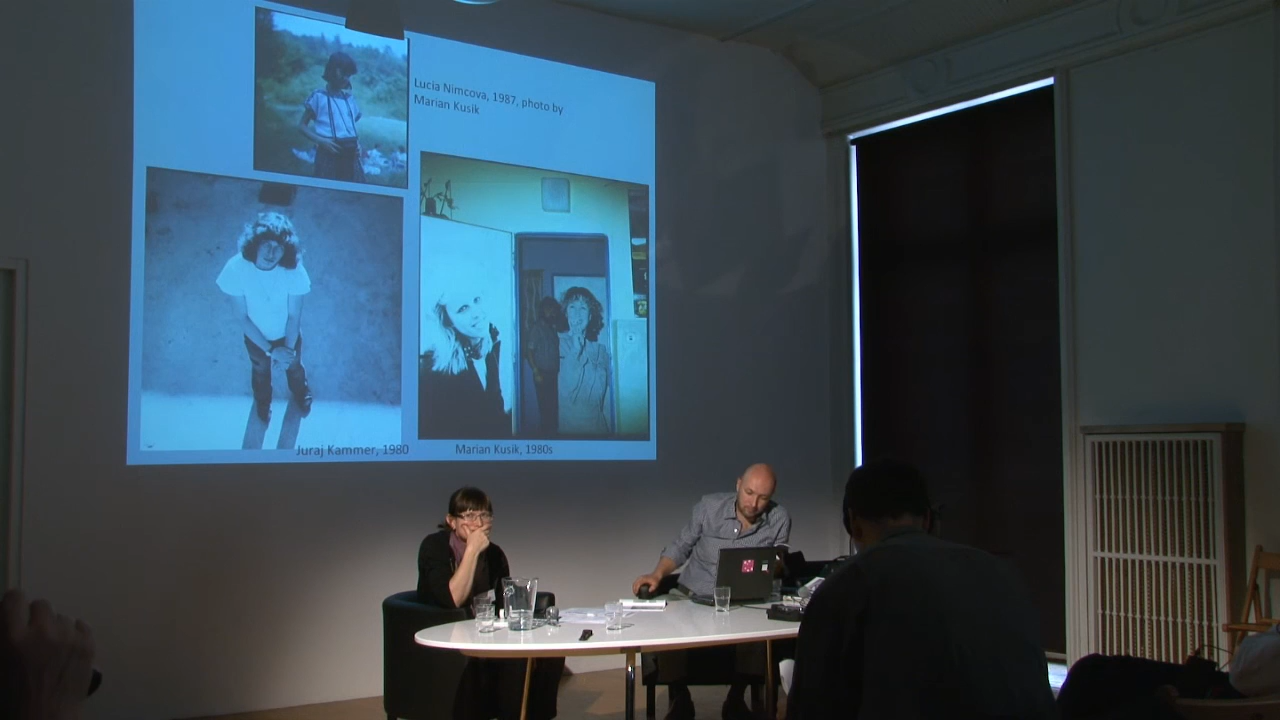 Lucia Nimcova, 1987, photo by
Marian Kusik
Juraj Kammer, 1980
Marian Kusik, 1980s